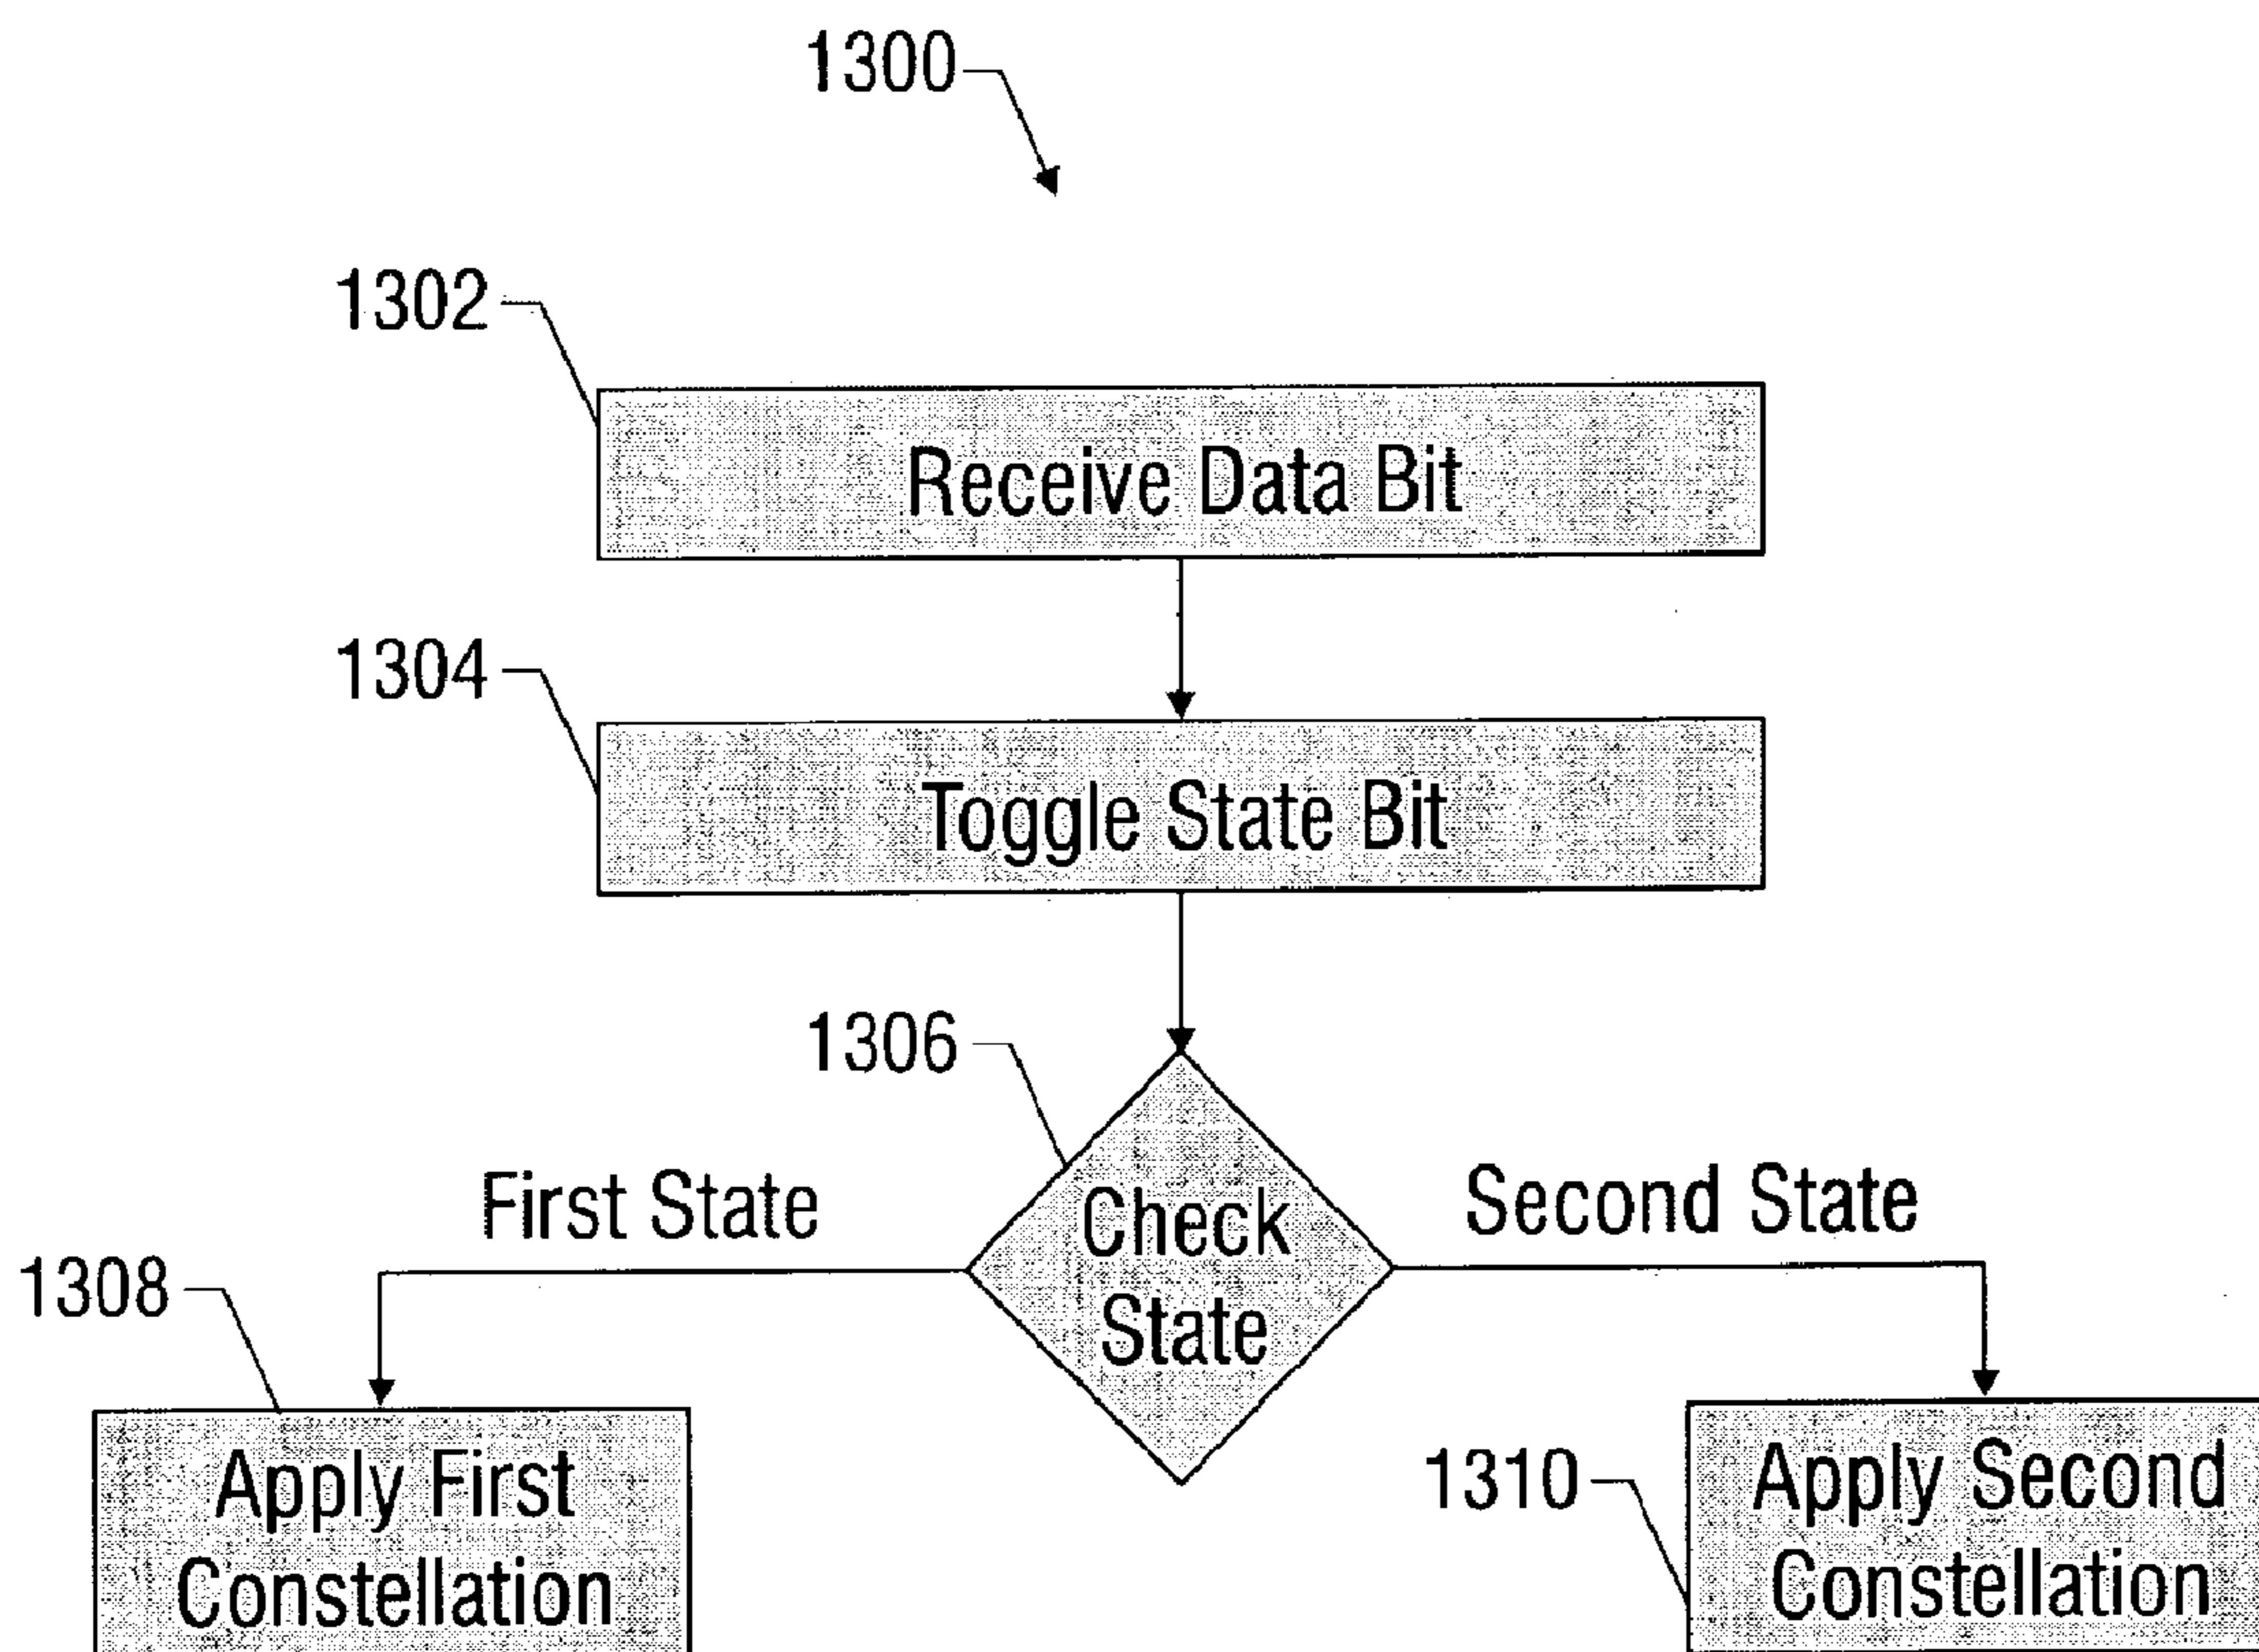 1300
1302
Receive Data Bit
1304
Toggle State Bit
1306
Check
State
First State
Second State
1308
Apply First
Constellation
1310
Apply Second
Constellation